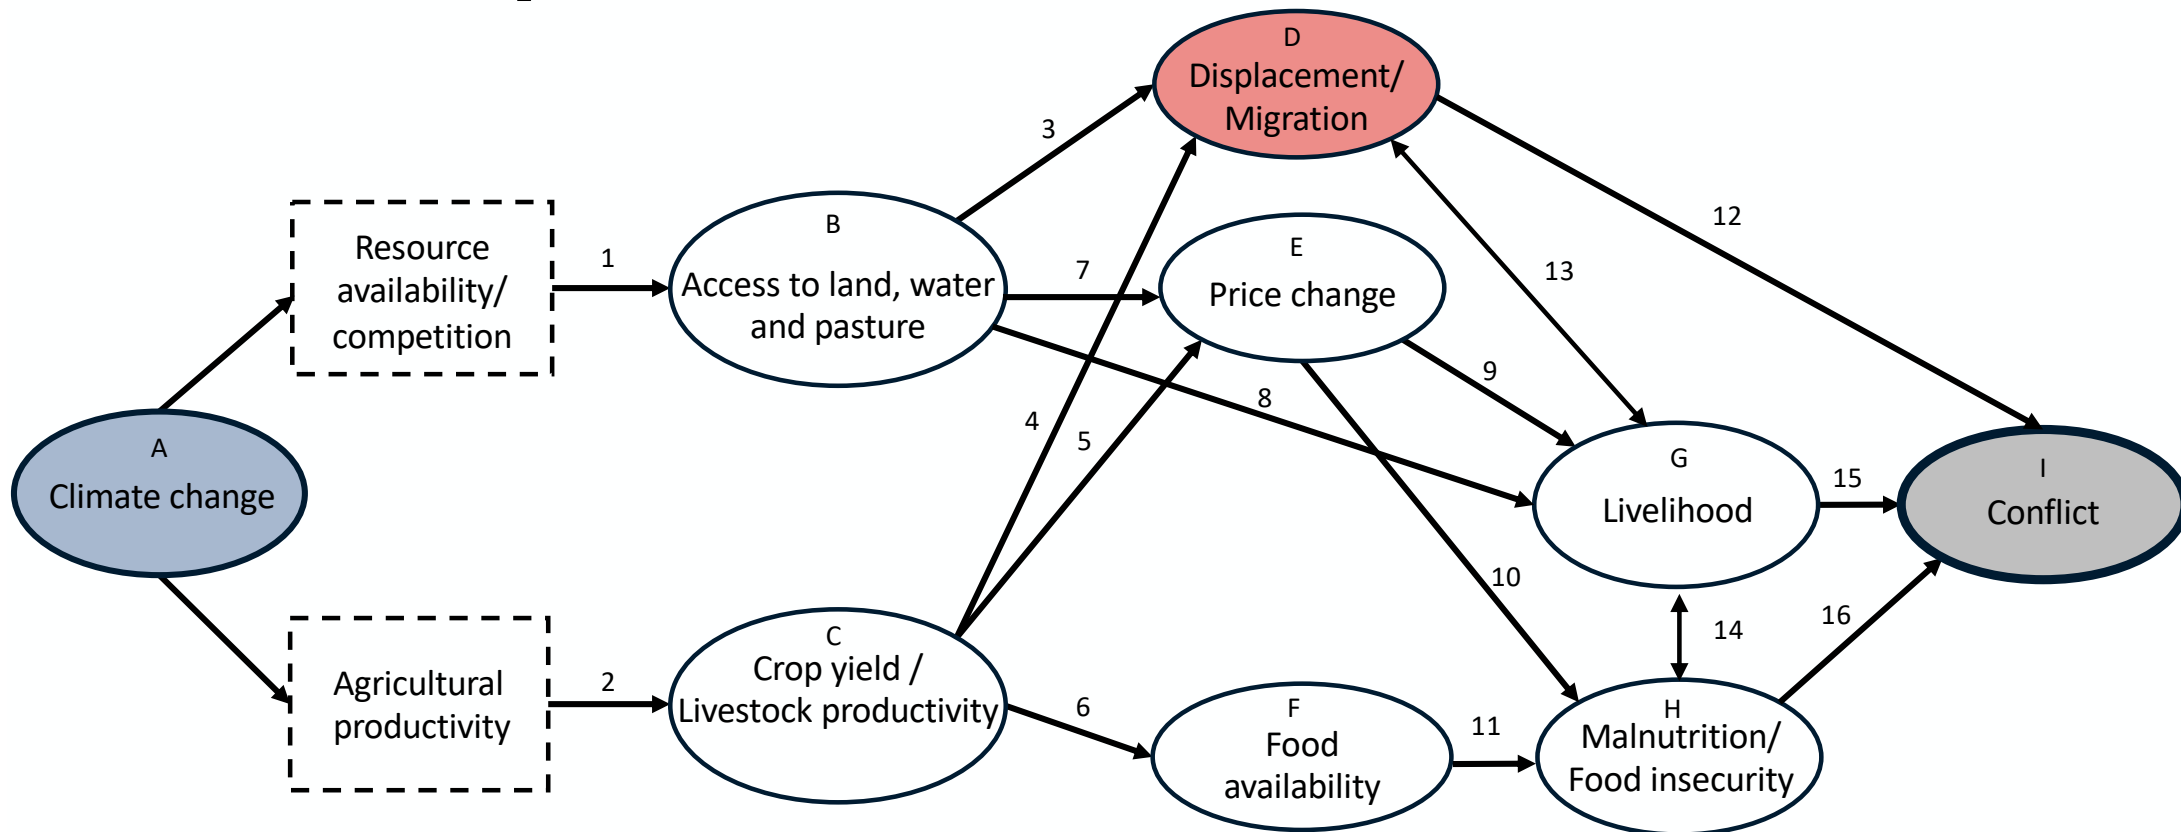 D
Displacement/
Migration
3
12
Resource
availability/
competition
1
B
Access to land, water
and pasture
7
E
Price change
13
9
8
4
5
A
Climate change
G
Livelihood
15
I
Conflict
10
14
16
Agricultural
productivity
2
C
Crop yield /
Livestock productivity
6
F
Food
availability
11
H
Malnutrition/
Food insecurity